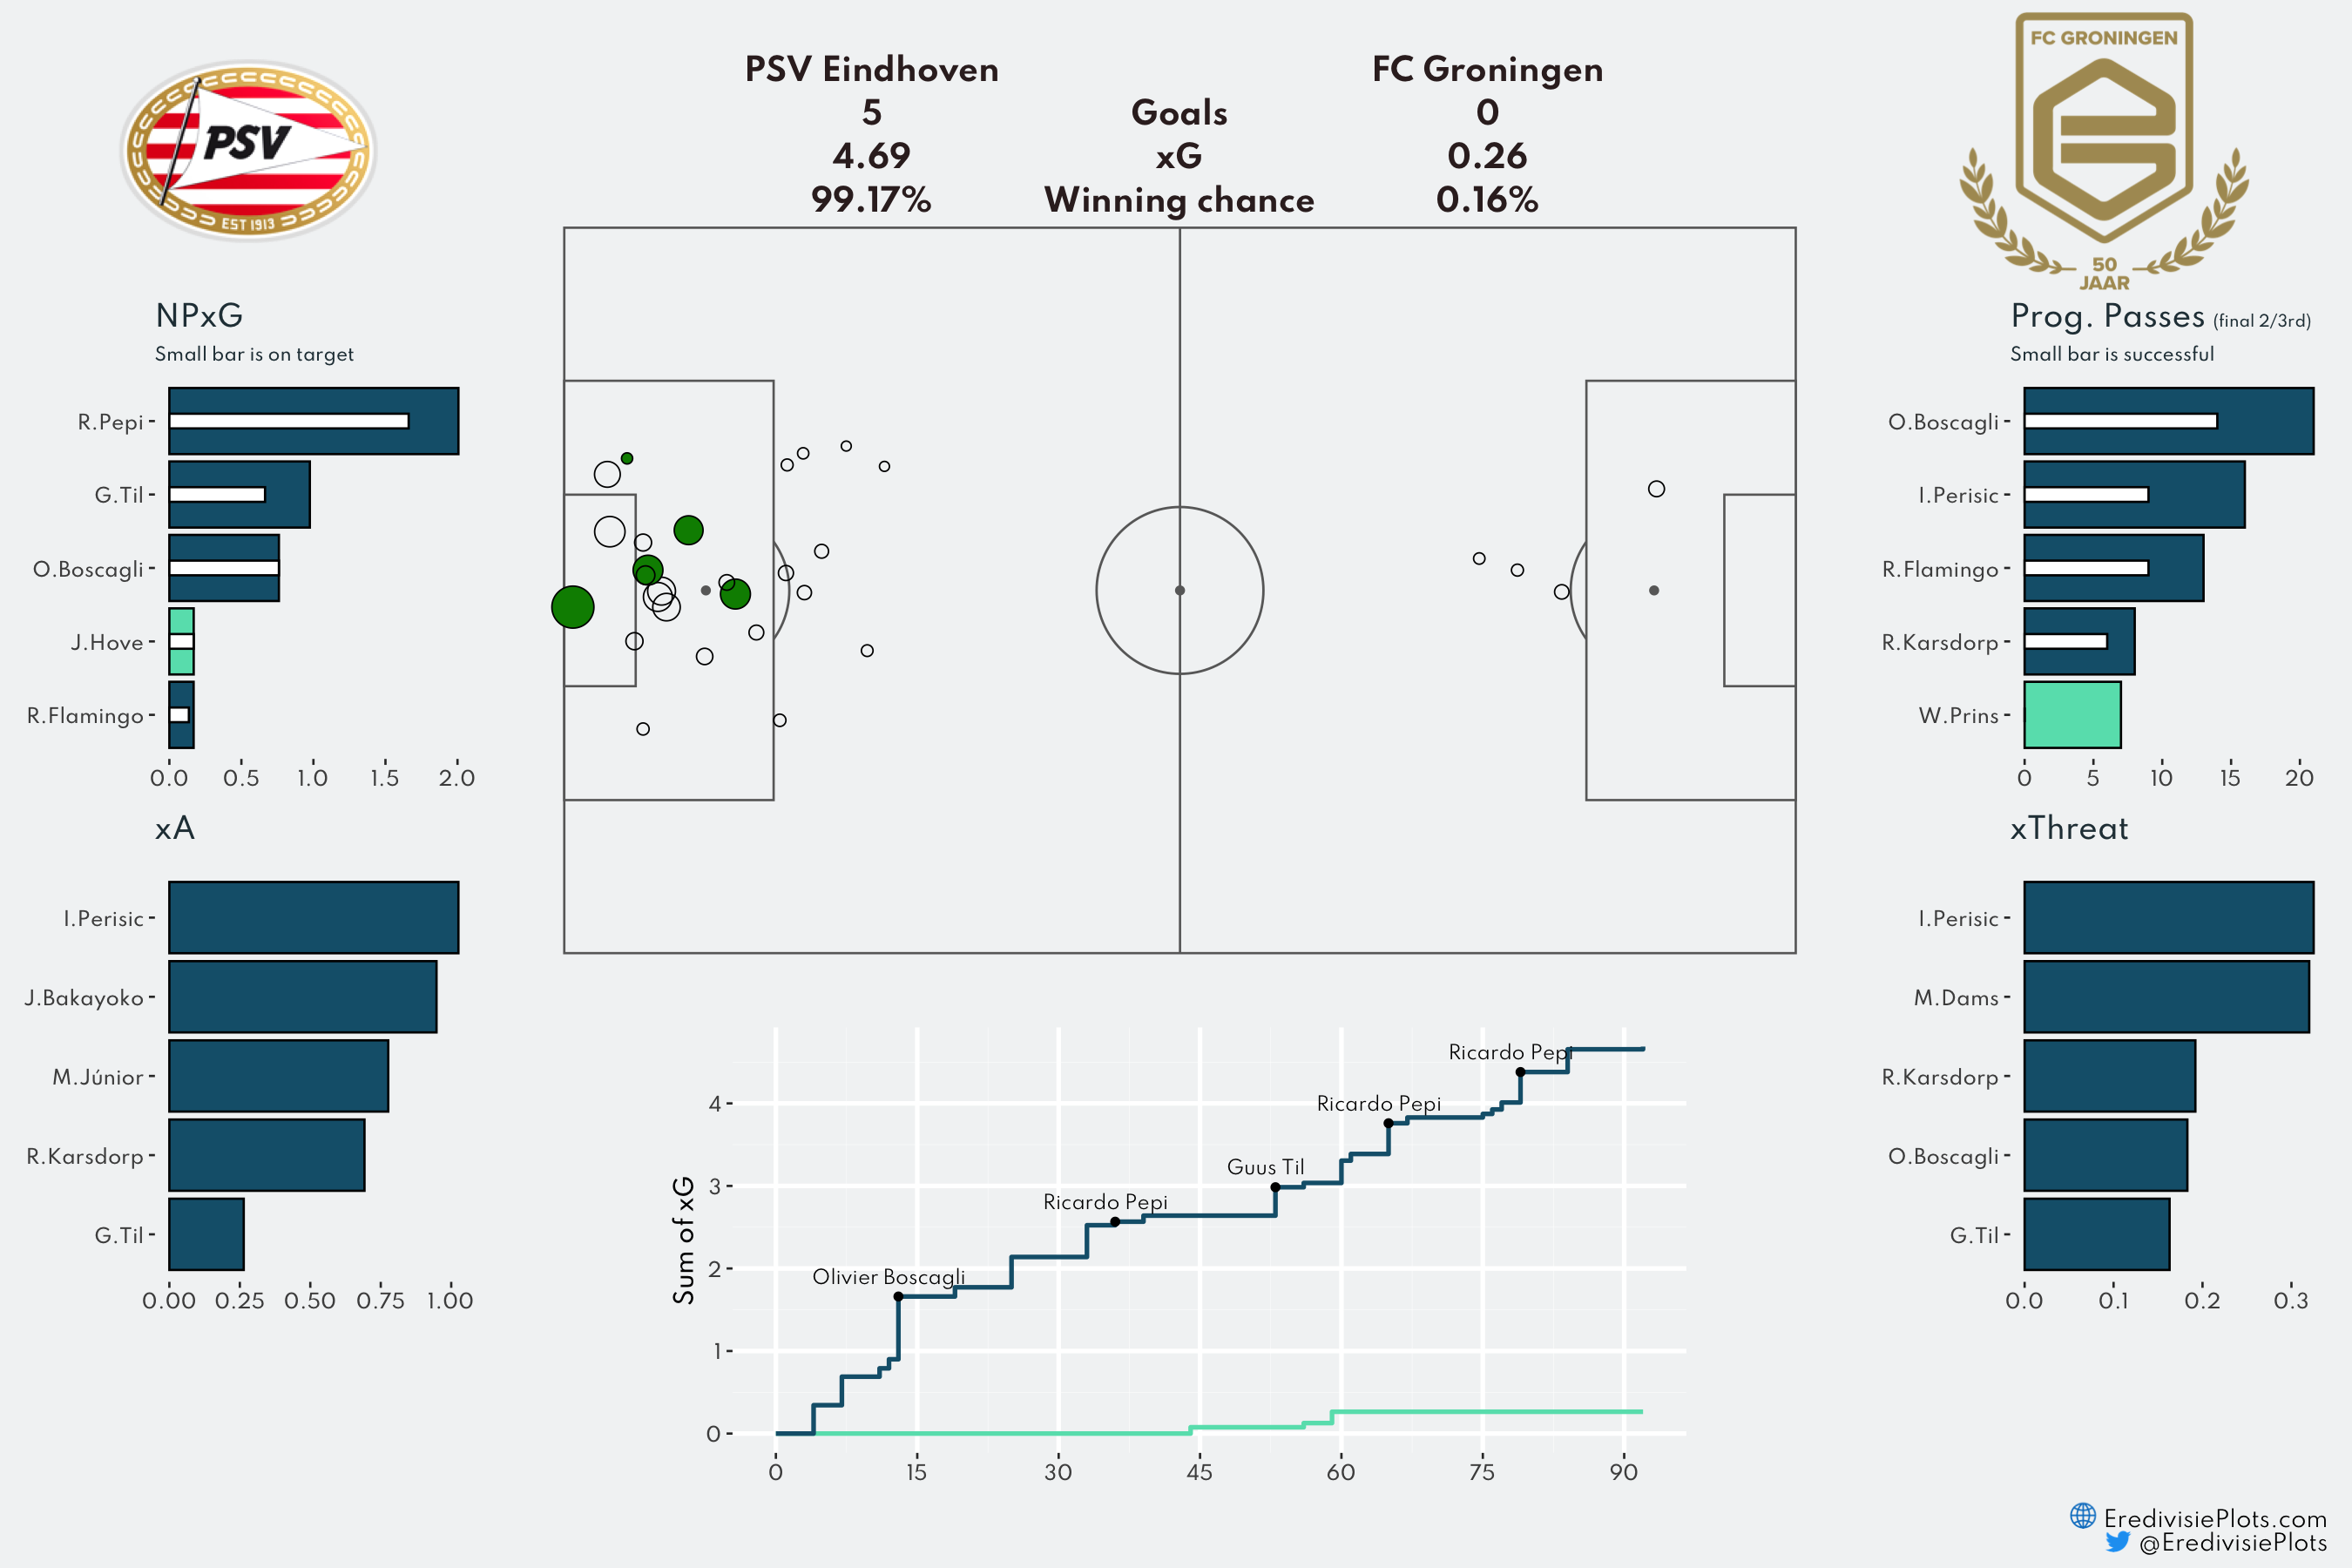 PSV Eindhoven FC Groningen
5 Goals 0
4.69 xG 0.26
99.17% Winning chance 0.16%
PSV
EST 1913
FC GRONINGEN
50
JAAR
NPxG
Small bar is on target
R.Pepi
G.Til
O.Boscagli
J.Hove
R.Flamingo
0.0 0.5 1.0 1.5 2.0
xA
I.Perisic
J.Bakayoko
M.Júnior
R.Karsdorp
G.Til
0.00 0.25 0.50 0.75 1.00
Sum of xG
4
3
2
1
0
Olivier Boscagli
Ricardo Pepi
Guus Til
Ricardo Pepi
Ricardo Pepi
0 15 30 45 60 75 90
Prog. Passes (final 2/3rd)
Small bar is successful
O.Boscagli
I.Perisic
R.Flamingo
R.Karsdorp
W.Prins
0 5 10 15 20
xThreat
I.Perisic
M.Dams
R.Karsdorp
O.Boscagli
G.Til
0.0 0.1 0.2 0.3
EredivisiePlots.com
@EredivisiePlots